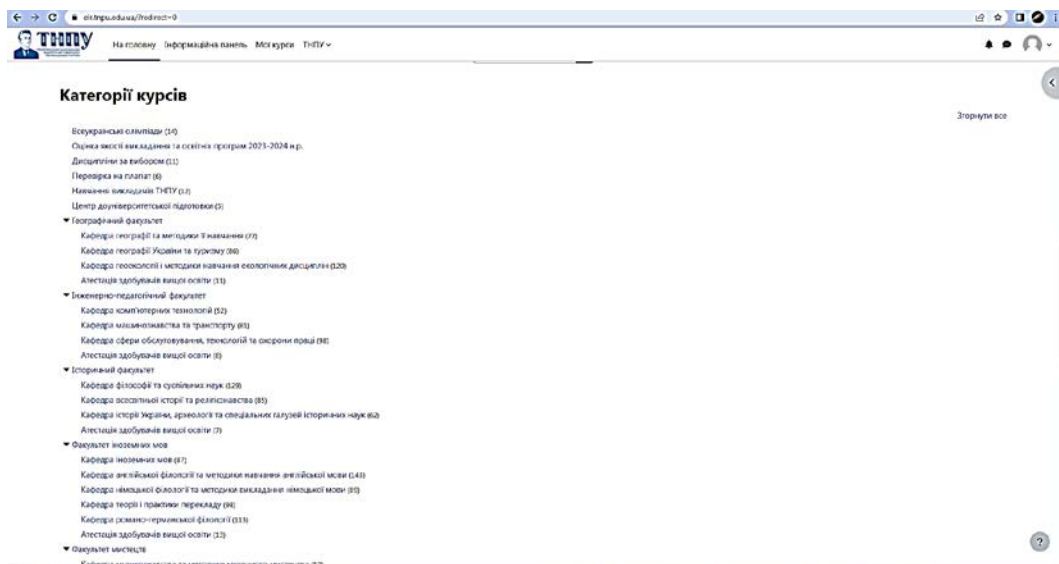 elr.tnpu.edu.ua/?redirect=0
ТНПУ
На головну Інформаційна панель Мої курси ТНПУ
Категорії курсів
Згорнути все
Всеукраїнські олімпіади (14)
Оцінка якості викладання та освітніх програм 2023-2024 н.р.
Дисципліни за вибором (11)
Перевірка на плагіат (6)
Навчання викладачів ТНПУ
Центр доуніверситетської підготовки (5)
Географічний факультет
Кафедра географії та методики її навчання (77)
Кафедра географії України та туризму (86)
Кафедра геоекології і методики навчання екологічних дисциплін (120)
Атестація здобувачів вищої освіти (11)
Інженерно-педагогічний факультет
Кафедра комп'ютерних технологій (52)
Кафедра машинознавства та транспорту
Кафедра сфери обслуговування, технологій та охорони праці (98)
Атестація здобувачів вищої освіти (6)
Історичний факультет
Кафедра філософії та суспільних наук (129)
Кафедра всесвітньої історії та релігієзнавства (85)
Кафедра історії України, археології та спеціальних галузей історичних наук (62)
Атестація здобувачів вищої освіти (7)
Факультет іноземних мов
Кафедра іноземних мов (87)
Кафедра англійської філології та методики навчання англійської мови (143)
Кафедра німецької філології та методики викладання німецької мови
Кафедра теорії і практики перекладу (98)
Кафедра романо-германської філології (113)
Атестація здобувачів вищої освіти (13)
Факультет мистецтв